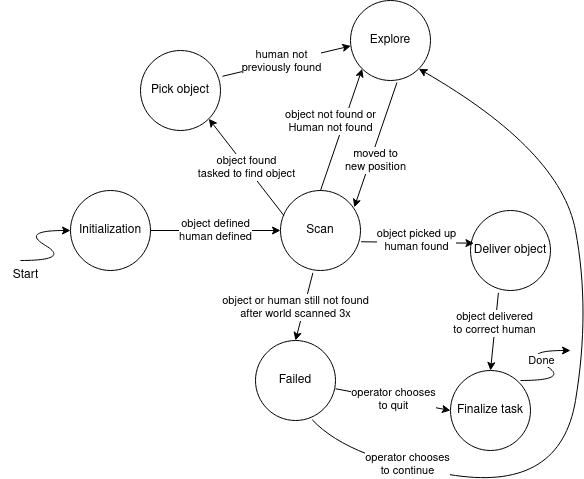 Explore
human not
previously found
Pick object
object not found or
Human not found
moved to
new position
object found
tasked to find object
Initialization
object defined
human defined
Scan
object picked up
human found
Deliver object
Start
object or human still not found
after world scanned 3x
object delivered
to correct human
Done
Failed
operator chooses
to quit
Finalize task
operator chooses
to continue